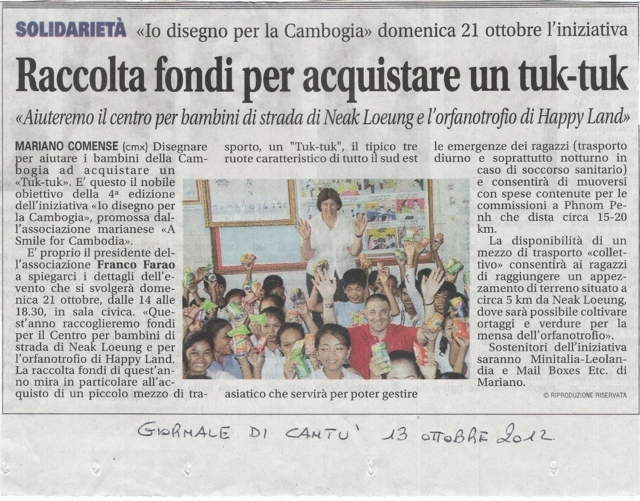 SOLIDARIETÀ «Io disegno per la Cambogia» domenica 21 ottobre l'iniziativa
Raccolta fondi per acquistare un tuk-tuk
«Aiuteremo il centro per bambini di strada di Neak Loeung e l'orfanotrofio di Happy Land»
MARIANO COMENSE (cmx) Disegnare
per aiutare i bambini della Cam-
bogia ad acquistare un
«Tuk-tuk». E' questo il nobile
obiettivo della 4ª edizione
dell'iniziativa «Io disegno per
la Cambogia», promossa dal-
l'associazione marianese «A
Smile for Cambodia».
E' proprio il presidente del-
l'associazione Franco Farao
a spiegarci i dettagli dell'e-
vento che si svolgerà domenica
21 ottobre, dalle 14 alle
18.30, in sala civica. «Que-
st'anno raccoglieremo fondi
per il Centro per bambini di
strada di Neak Loeung e per
l'orfanotrofio di Happy Land.
La raccolta fondi di quest'an-
no mira in particolare all'ac-
quisto di un piccolo mezzo di tra-
sporto, un "Tuk-tuk", il tipico tre
ruote caratteristico di tutto il sud est
asiatico che servirà per poter gestire
le emergenze dei ragazzi (trasporto
diurno e soprattutto notturno in
caso di soccorso sanitario)
e consentirà di muoversi
con spese contenute per le
commissioni a Phnom Pe-
nh che dista circa 15-20
km.
La disponibilità di un
mezzo di trasporto «collet-
tivo» consentirà ai ragazzi
di raggiungere un appez-
zamento di terreno situato a
circa 5 km da Neak Loeung,
dove sarà possibile coltivare
ortaggi e verdure per la
mensa dell'orfanotrofio».
Sostenitori dell'iniziativa
saranno Minitalia-Leolan-
dia e Mail Boxes Etc. di
Mariano.
© RIPRODUZIONE RISERVATA
GIORNALE DI CANTU' 13 OTTOBRE 2012